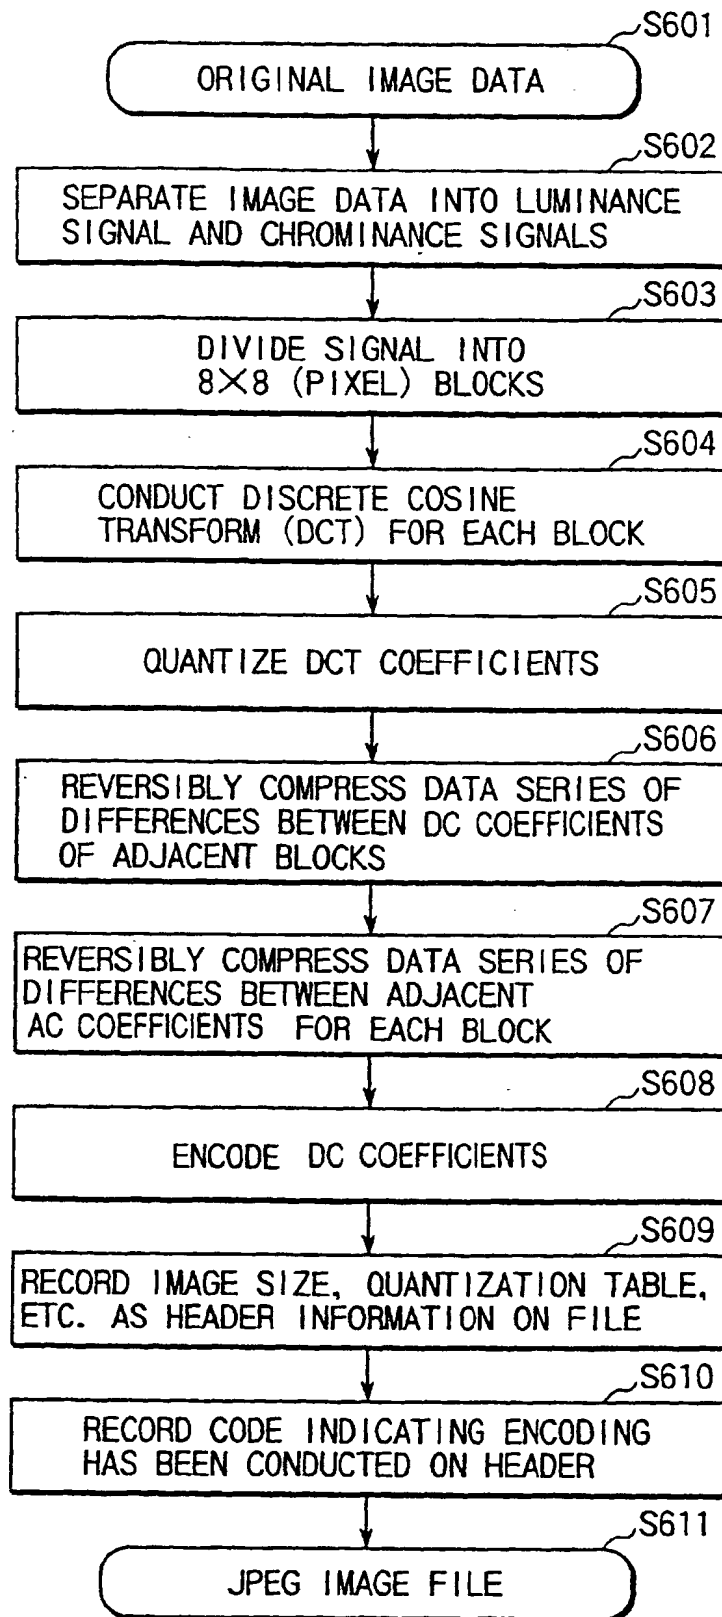 S601
ORIGINAL IMAGE DATA
S602
SEPARATE IMAGE DATA INTO LUMINANCE
SIGNAL AND CHROMINANCE SIGNALS
S603
DIVIDE SIGNAL INTO
8×8 (PIXEL) BLOCKS
S604
CONDUCT DISCRETE COSINE
TRANSFORM (DCT) FOR EACH BLOCK
S605
QUANTIZE DCT COEFFICIENTS
S606
REVERSIBLY COMPRESS DATA SERIES OF
DIFFERENCES BETWEEN DC COEFFICIENTS
OF ADJACENT BLOCKS
S607
REVERSIBLY COMPRESS DATA SERIES OF
DIFFERENCES BETWEEN ADJACENT
AC COEFFICIENTS FOR EACH BLOCK
S608
ENCODE DC COEFFICIENTS
S609
RECORD IMAGE SIZE, QUANTIZATION TABLE,
ETC. AS HEADER INFORMATION ON FILE
S610
RECORD CODE INDICATING ENCODING
HAS BEEN CONDUCTED ON HEADER
S611
JPEG IMAGE FILE